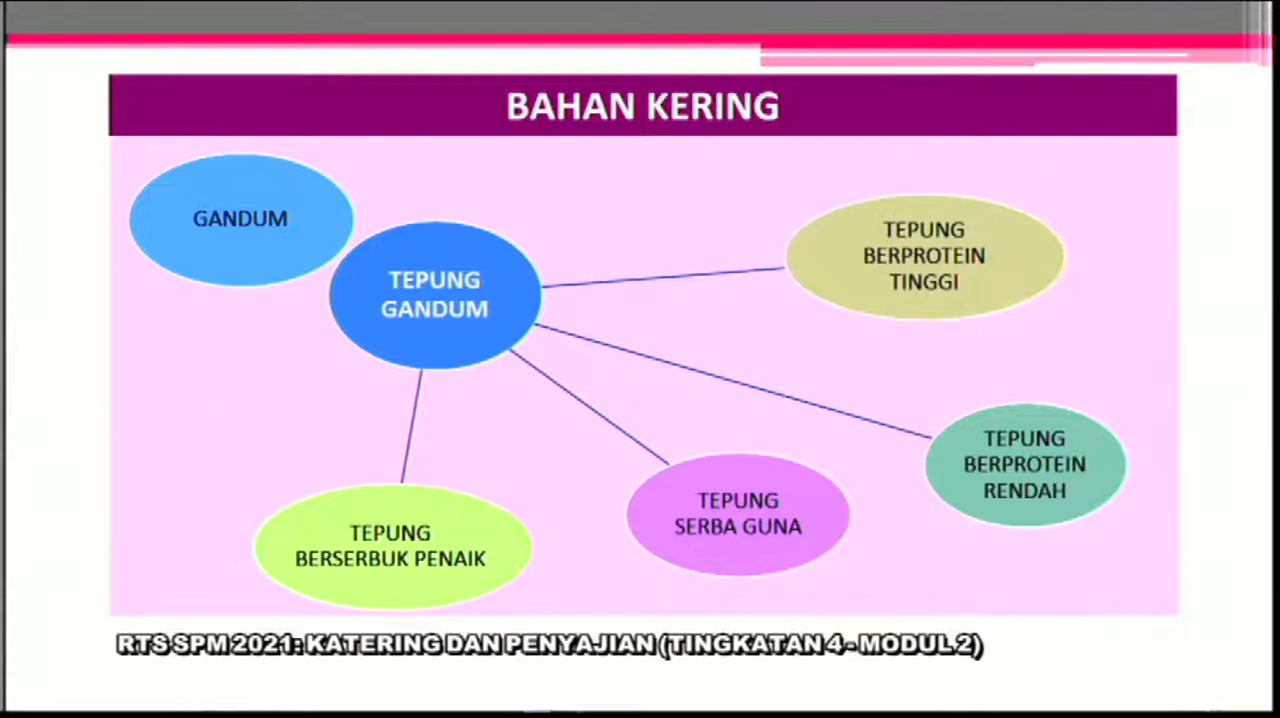 BAHAN KERING
GANDUM
TEPUNG
GANDUM
TEPUNG
BERPROTEIN
TINGGI
TEPUNG
BERPROTEIN
RENDAH
TEPUNG
SERBA GUNA
TEPUNG
BERSERBUK PENAIK
RTS SPM 2021: KATERING DAN PENYAJIAN (TINGKATAN 4 - MODUL 2)